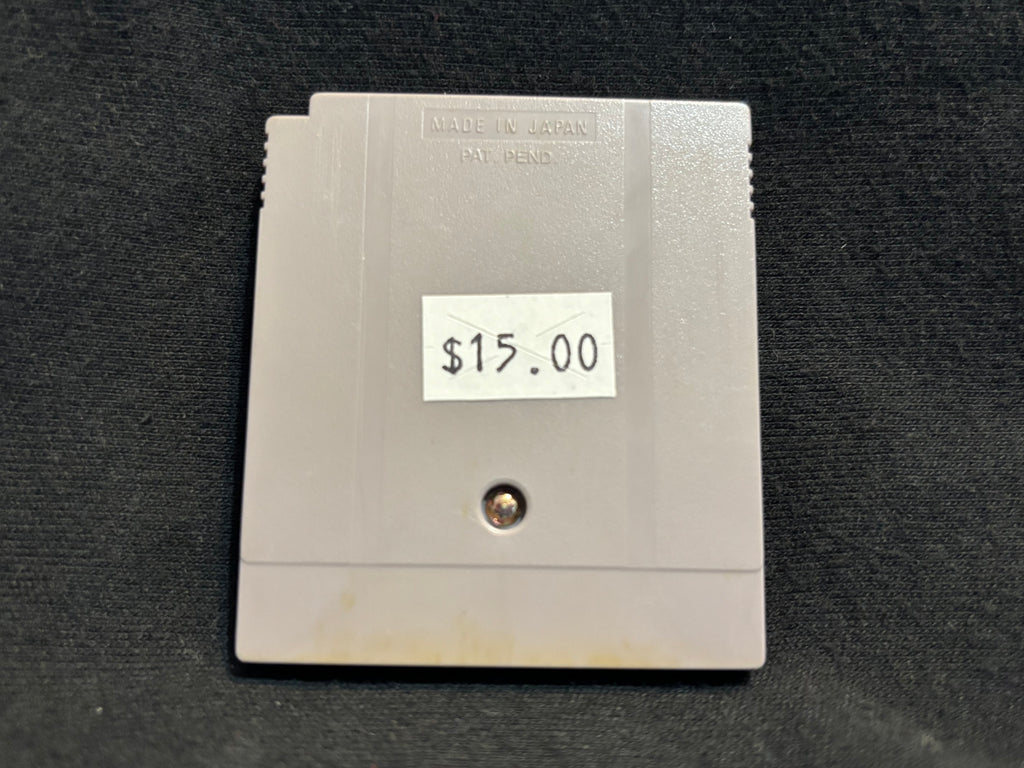 MADE IN JAPAN
PAT. PEND.
$15.00